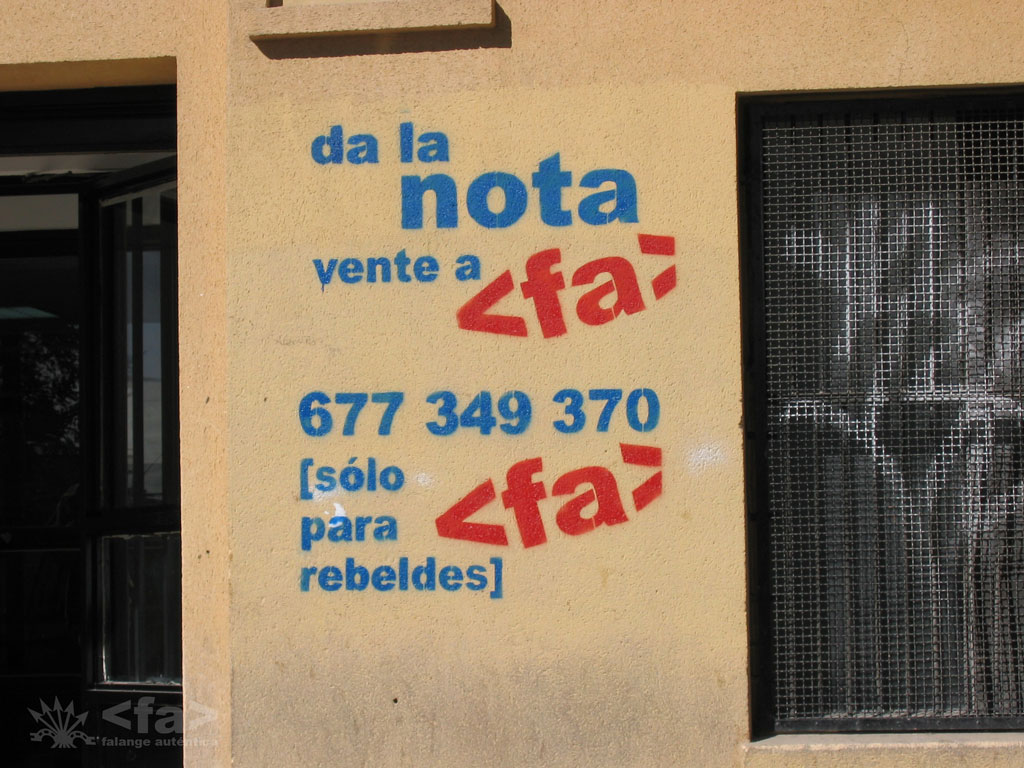 da la
nota
vente a <fa>
677 349 370
[sólo
para
rebeldes]
<fa>
<fa>
falange auténtica